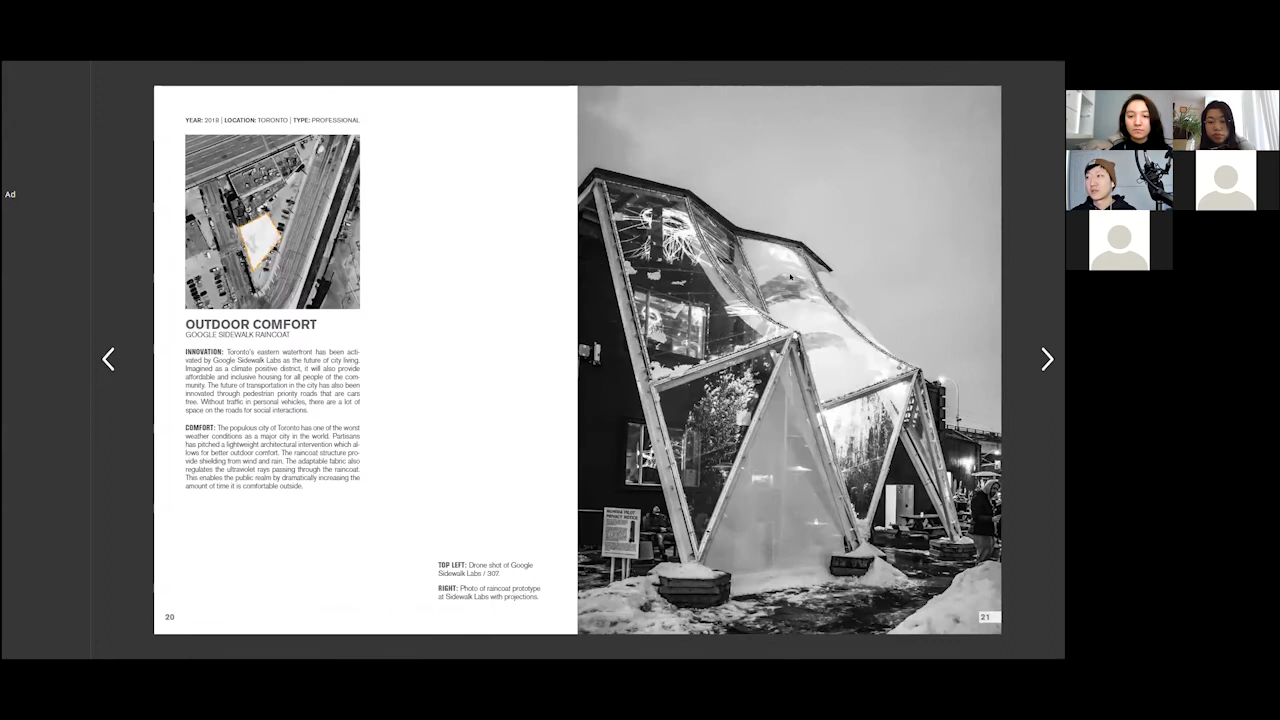 Ad
YEAR: 2018 | LOCATION: TORONTO | TYPE: PROFESSIONAL
OUTDOOR COMFORT
GOOGLE SIDEWALK RAINCOAT
INNOVATION: Toronto's eastern waterfront has been acti-
vated by Google Sidewalk Labs as the future of city living.
Imagined as a climate positive district, it will also provide
affordable and inclusive housing for all people of the com-
munity. The future of transportation in the city has also been
innovated through pedestrian priority roads that are cars
free. Without traffic in personal vehicles, there are a lot of
space on the roads for social interactions.
COMFORT: The populous city of Toronto has one of the worst
weather conditions as a major city in the world. Partisans
has pitched a lightweight architectural intervention which al-
lows for better outdoor comfort. The raincoat structure pro-
vide shielding from wind and rain. The adaptable fabric also
regulates the ultraviolet rays passing through the raincoat.
This enables the public realm by dramatically increasing the
amount of time it is comfortable outside.
TOP LEFT: Drone shot of Google
Sidewalk Labs / 307.
RIGHT: Photo of raincoat prototype
at Sidewalk Labs with projections.
20
PRIVACY NOTICE
21